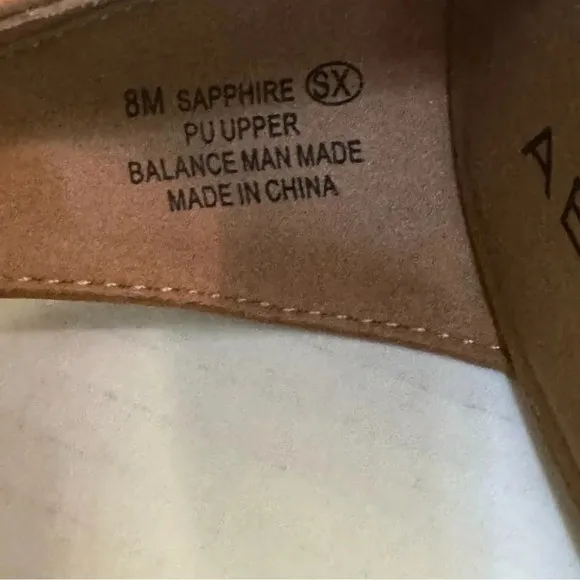 8M SAPPHIRE SX
PU UPPER
BALANCE MAN MADE
MADE IN CHINA
A